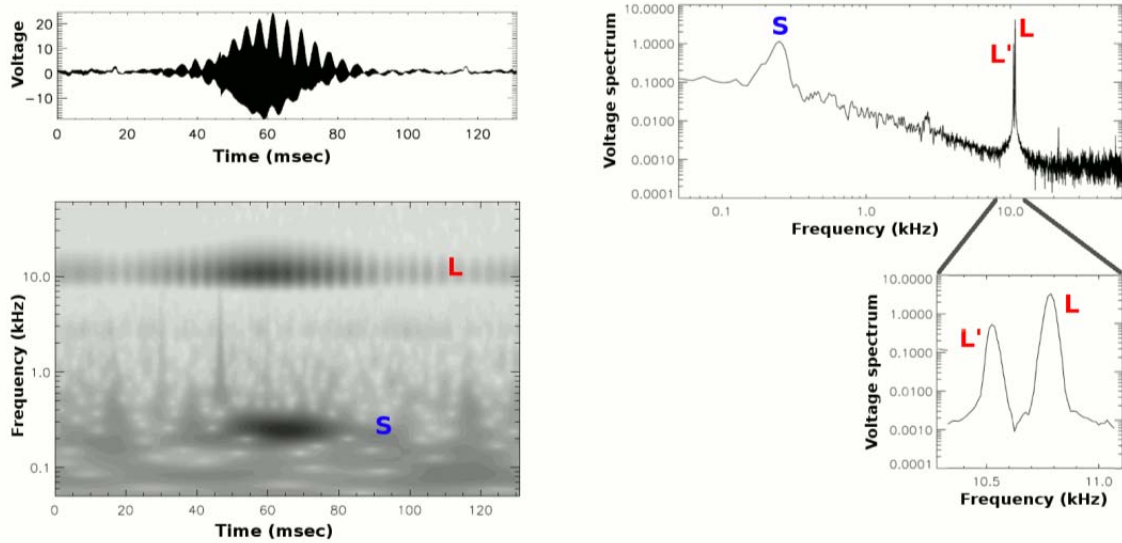 Voltage
20
10
0
−10
0
20
40
60
80
100
120
Time (msec)
Frequency (kHz)
10.0
1.0
0.1
L
S
0
20
40
60
80
100
120
Time (msec)
Voltage spectrum
10.0000
1.0000
0.1000
0.0100
0.0010
0.0001
S
L
L'
0.1
1.0
10.0
Frequency (kHz)
Voltage spectrum
10.0000
1.0000
0.1000
0.0100
0.0010
0.0001
L
L'
10.5
11.0
Frequency (kHz)